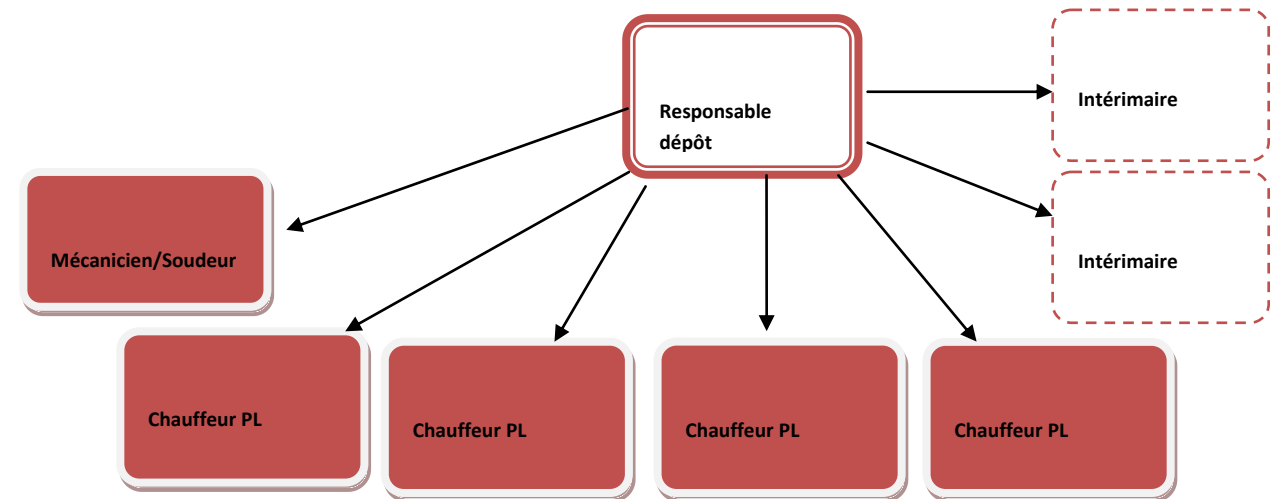 Responsable
dépôt
Intérimaire
Mécanicien/Soudeur
Intérimaire
Chauffeur PL
Chauffeur PL
Chauffeur PL
Chauffeur PL